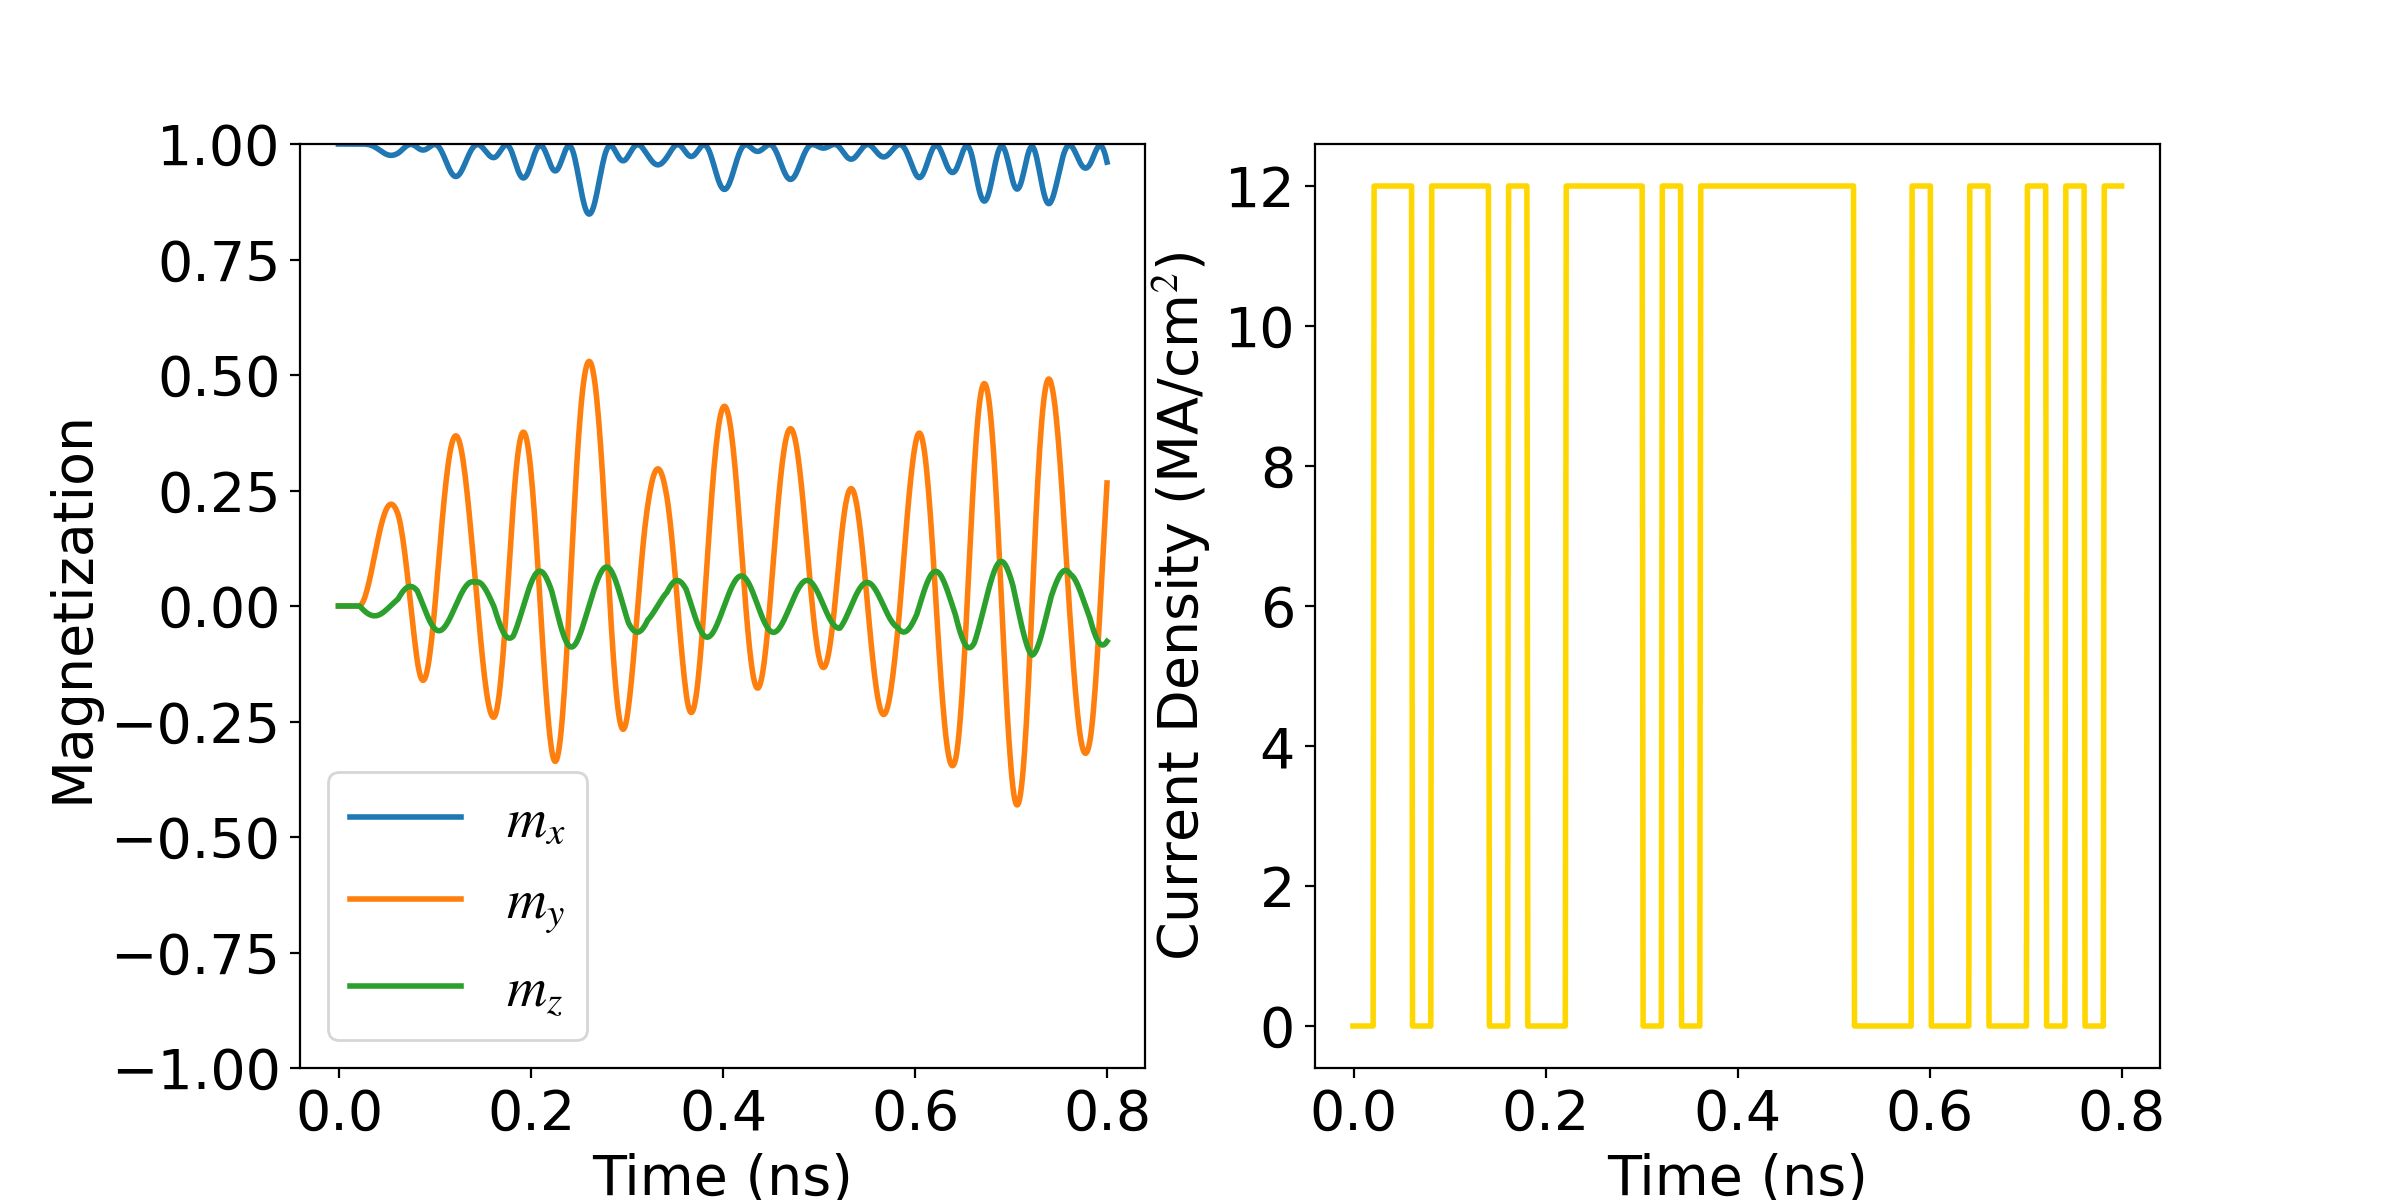 Magnetization
1.00
0.75
0.50
0.25
0.00
−0.25
−0.50
−0.75
−1.00
0.0 0.2 0.4 0.6 0.8
Time (ns)
m_x
m_y
m_z
Current Density (MA/cm²)
12
10
8
6
4
2
0
0.0 0.2 0.4 0.6 0.8
Time (ns)